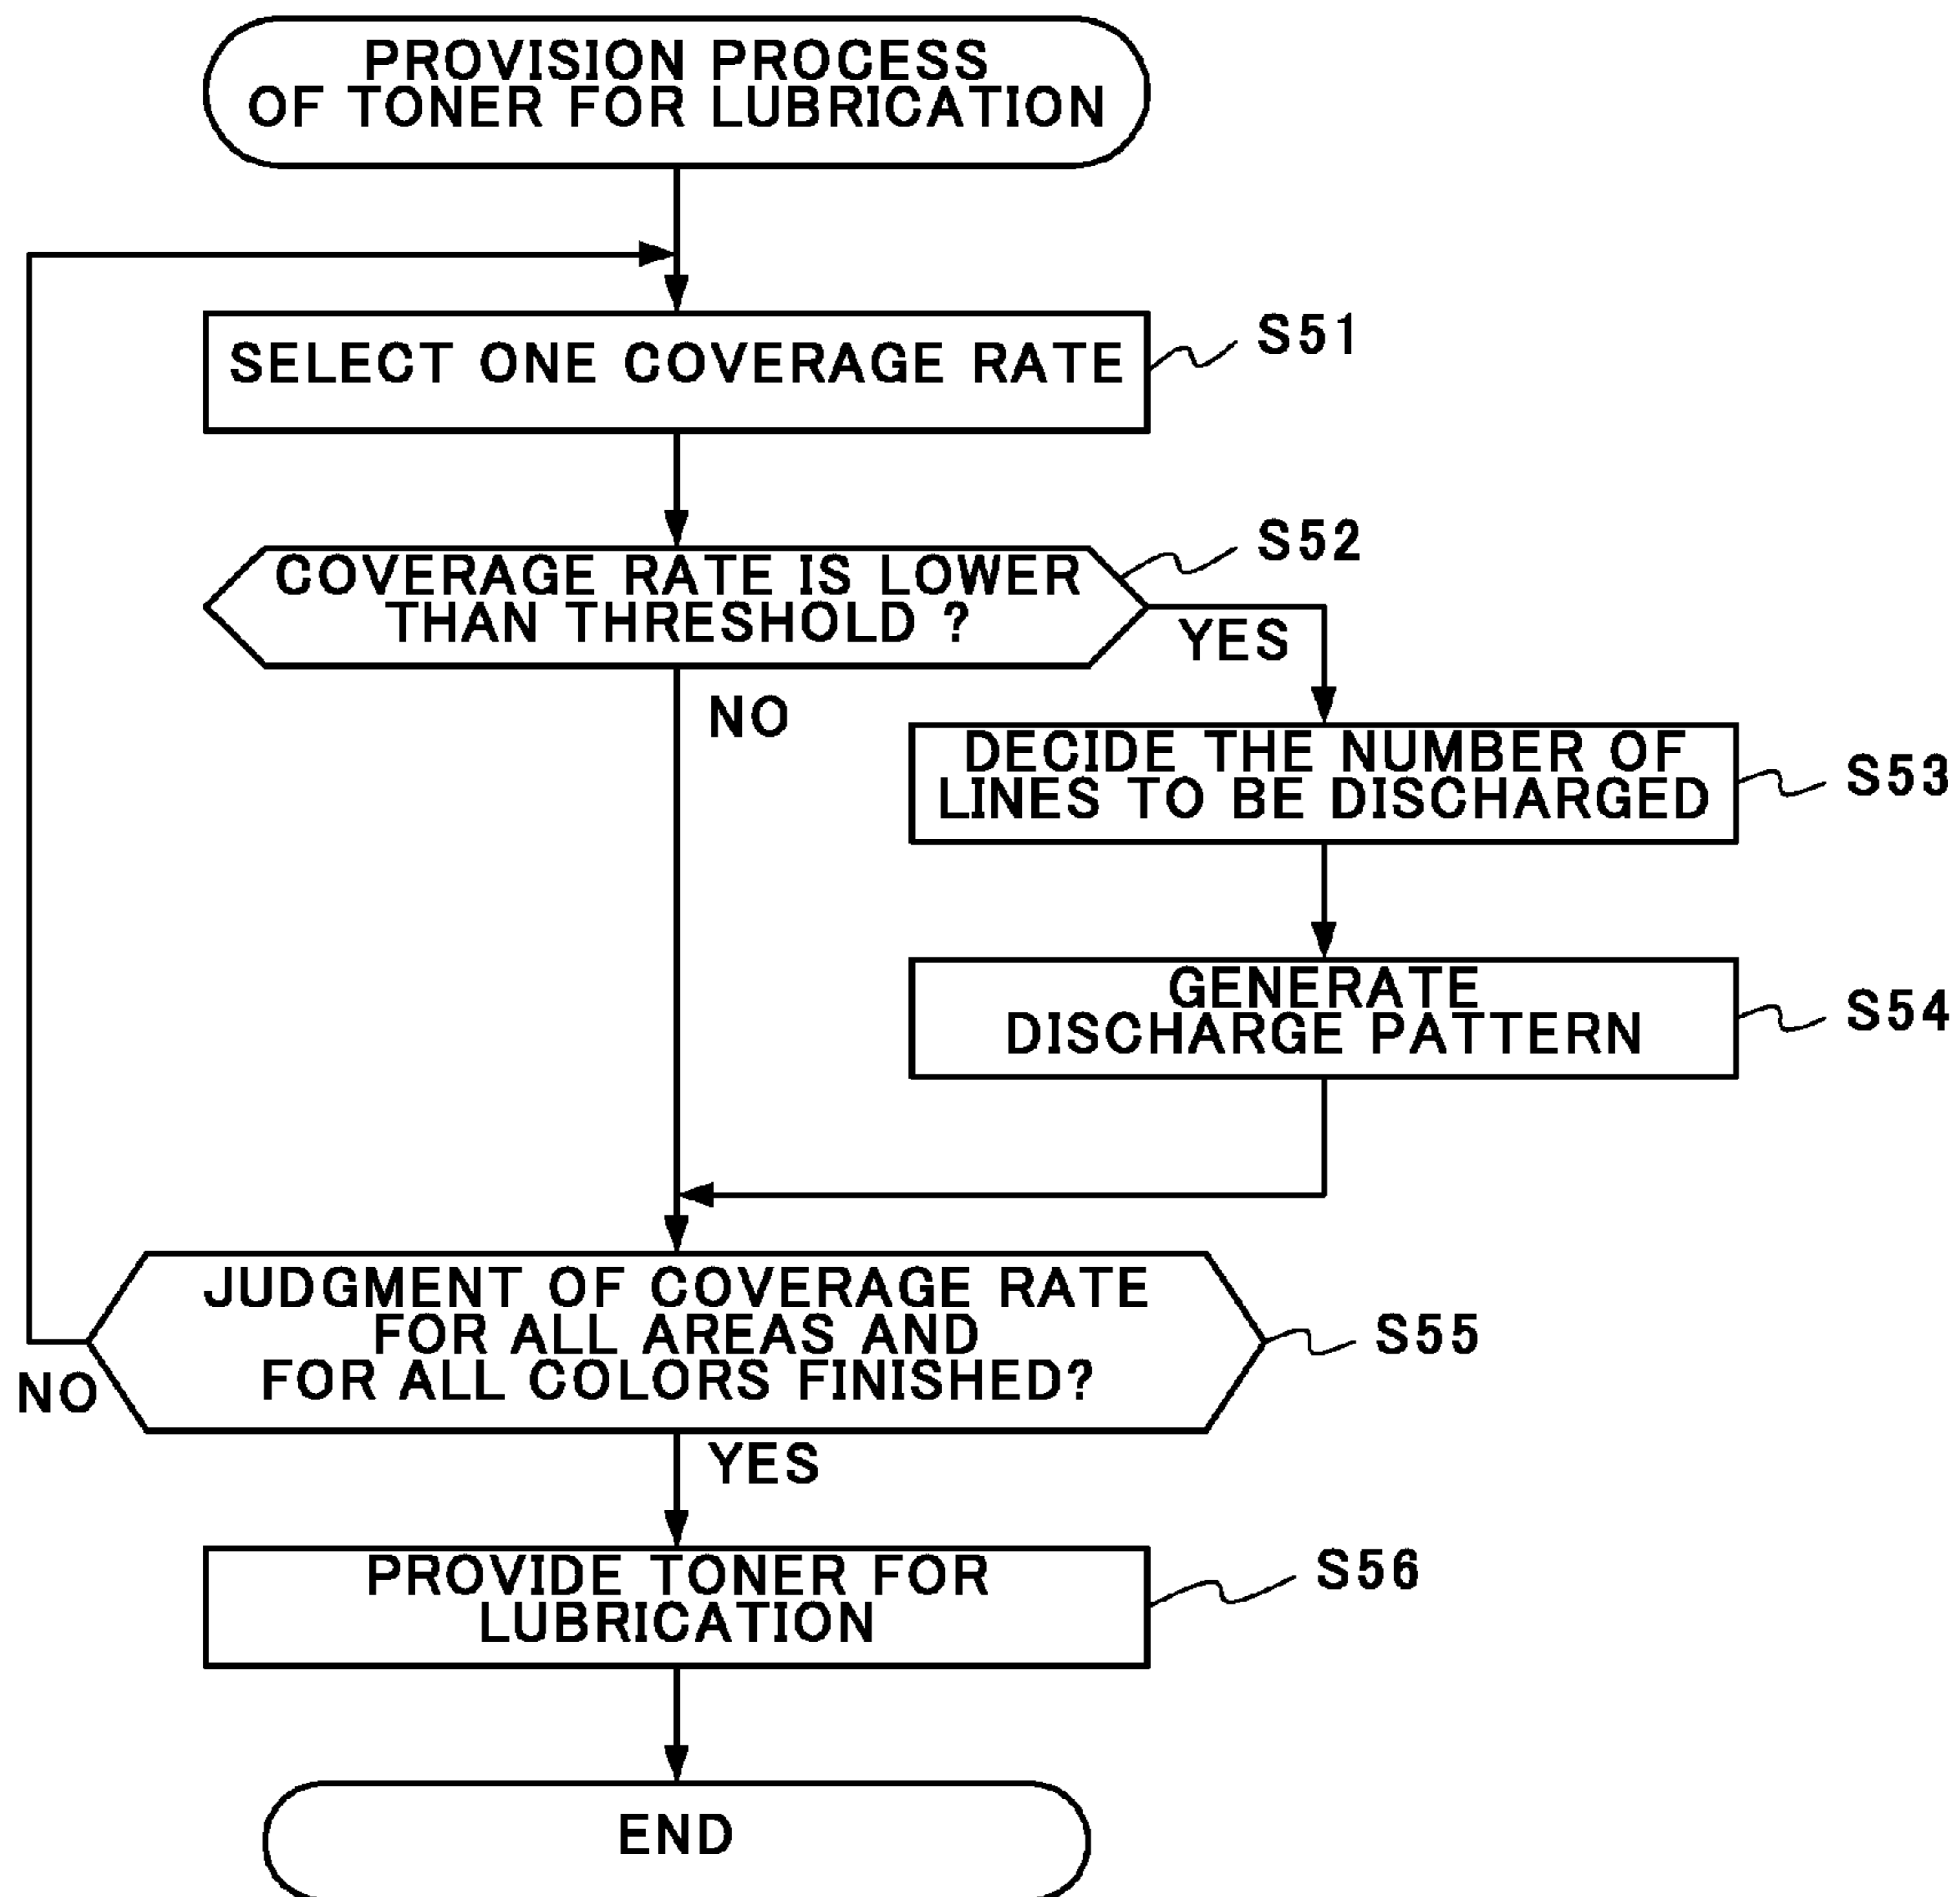 PROVISION PROCESS
OF TONER FOR LUBRICATION
SELECT ONE COVERAGE RATE
S51
COVERAGE RATE IS LOWER
THAN THRESHOLD ?
S52
YES
NO
DECIDE THE NUMBER OF
LINES TO BE DISCHARGED
S53
GENERATE
DISCHARGE PATTERN
S54
JUDGMENT OF COVERAGE RATE
FOR ALL AREAS AND
FOR ALL COLORS FINISHED?
S55
NO
YES
PROVIDE TONER FOR
LUBRICATION
S56
END